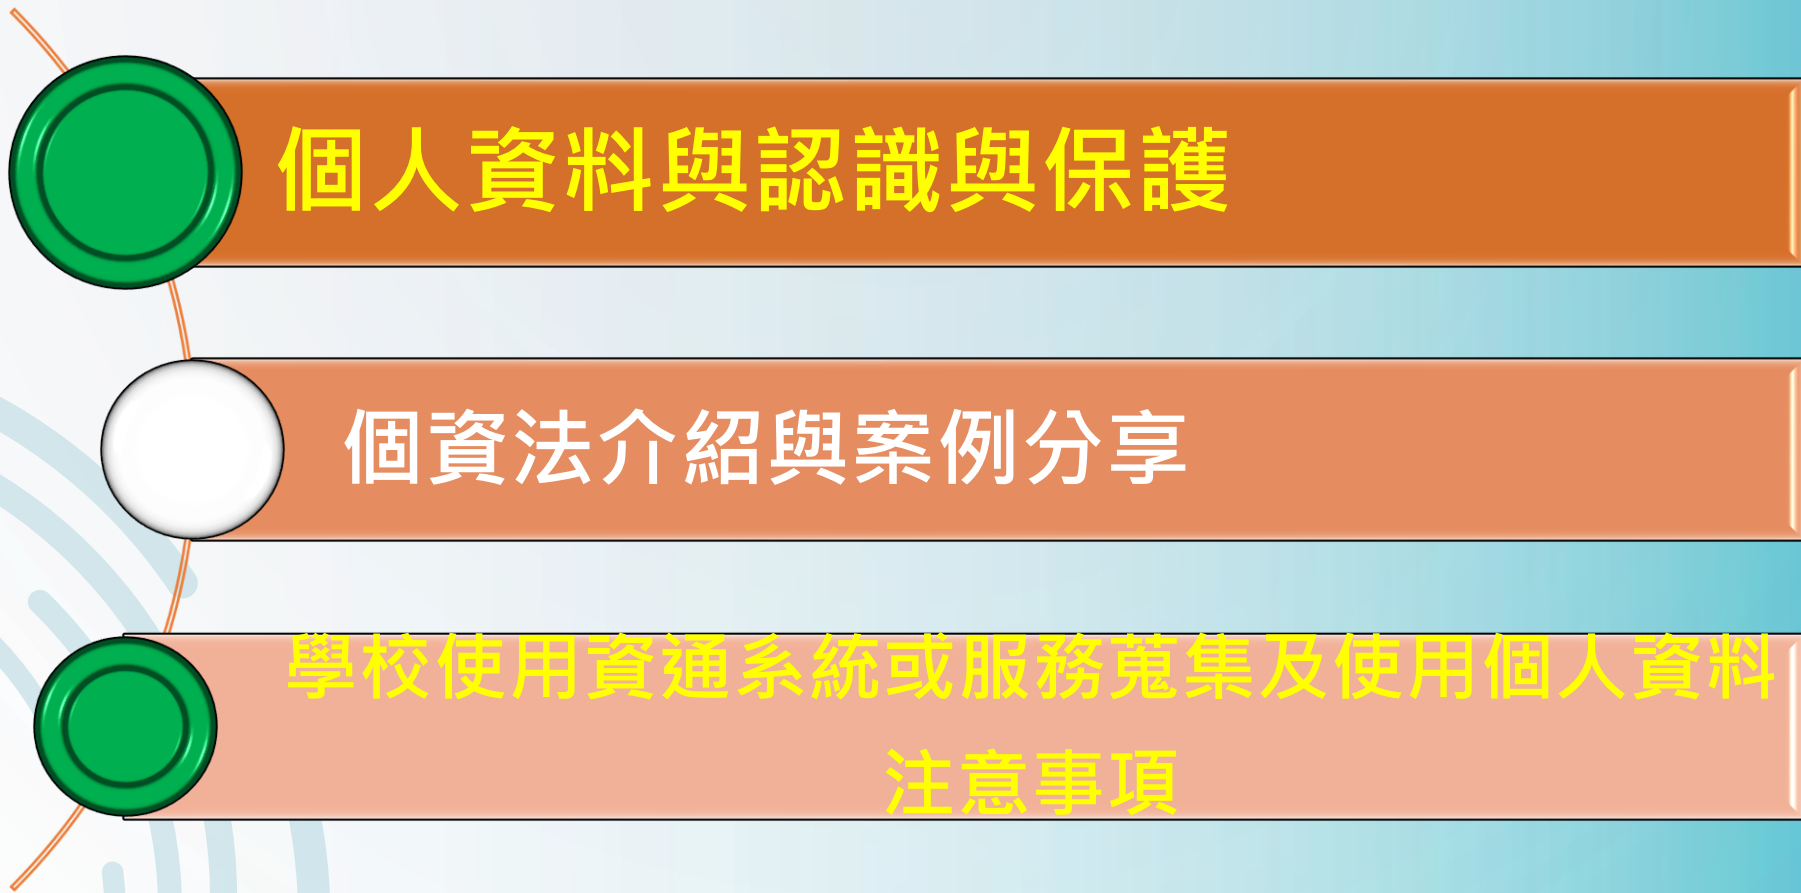 個人資料與認識與保護
個資法介紹與案例分享
學校使用資通系統或服務蒐集及使用個人資料
注意事項